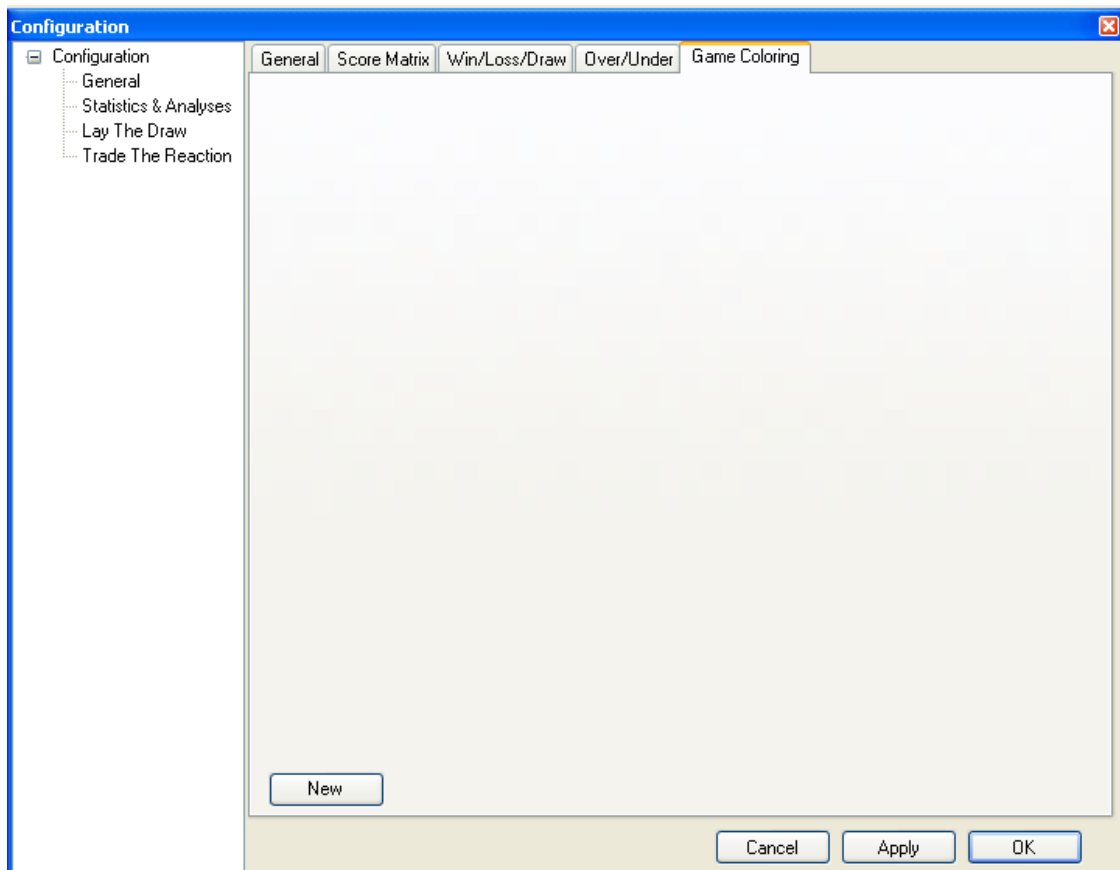 Configuration
Configuration
General
Statistics & Analyses
Lay The Draw
Trade The Reaction
General Score Matrix Win/Loss/Draw Over/Under Game Coloring
New
Cancel Apply OK